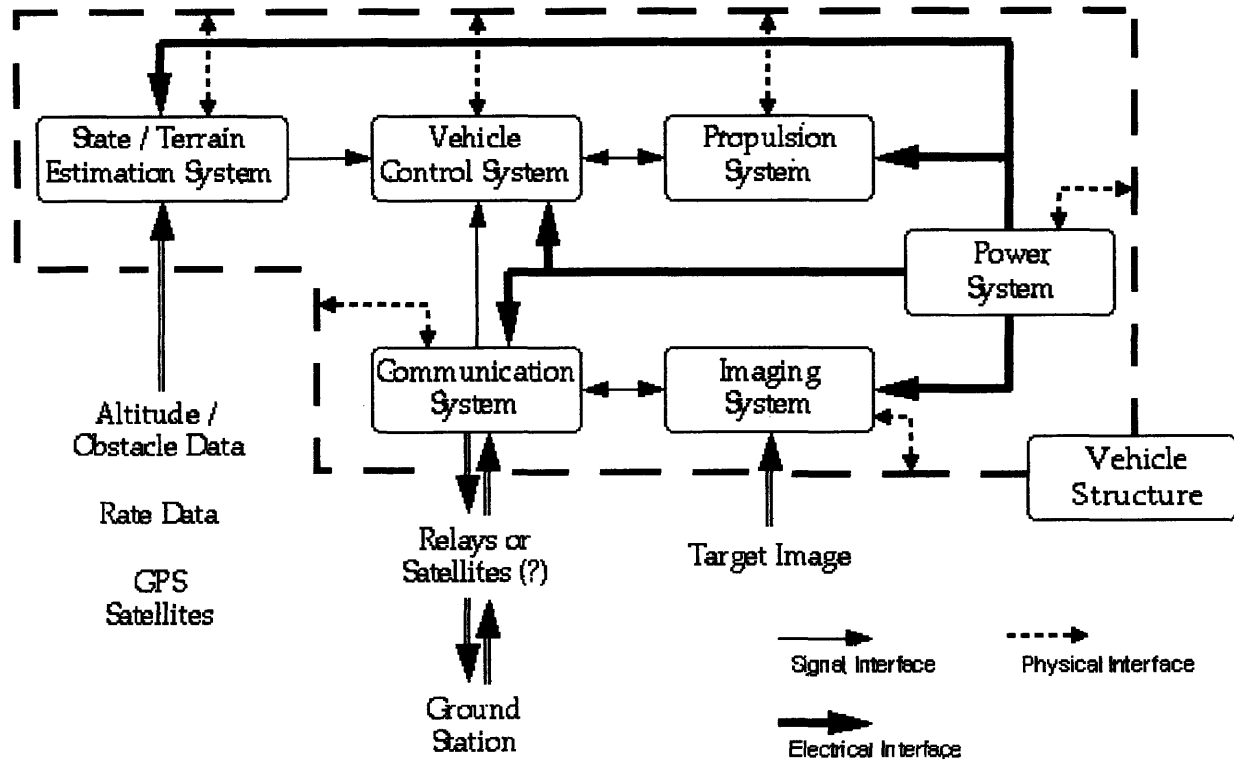 State / Terrain
Estimation System
Vehicle
Control System
Propulsion
System
Power
System
Communication
System
Imaging
System
Vehicle
Structure
Altitude /
Obstacle Data
Rate Data
GPS
Satellites
Relays or
Satellites (?)
Target Image
Ground
Station
Signal Interface
Physical Interface
Electrical Interface